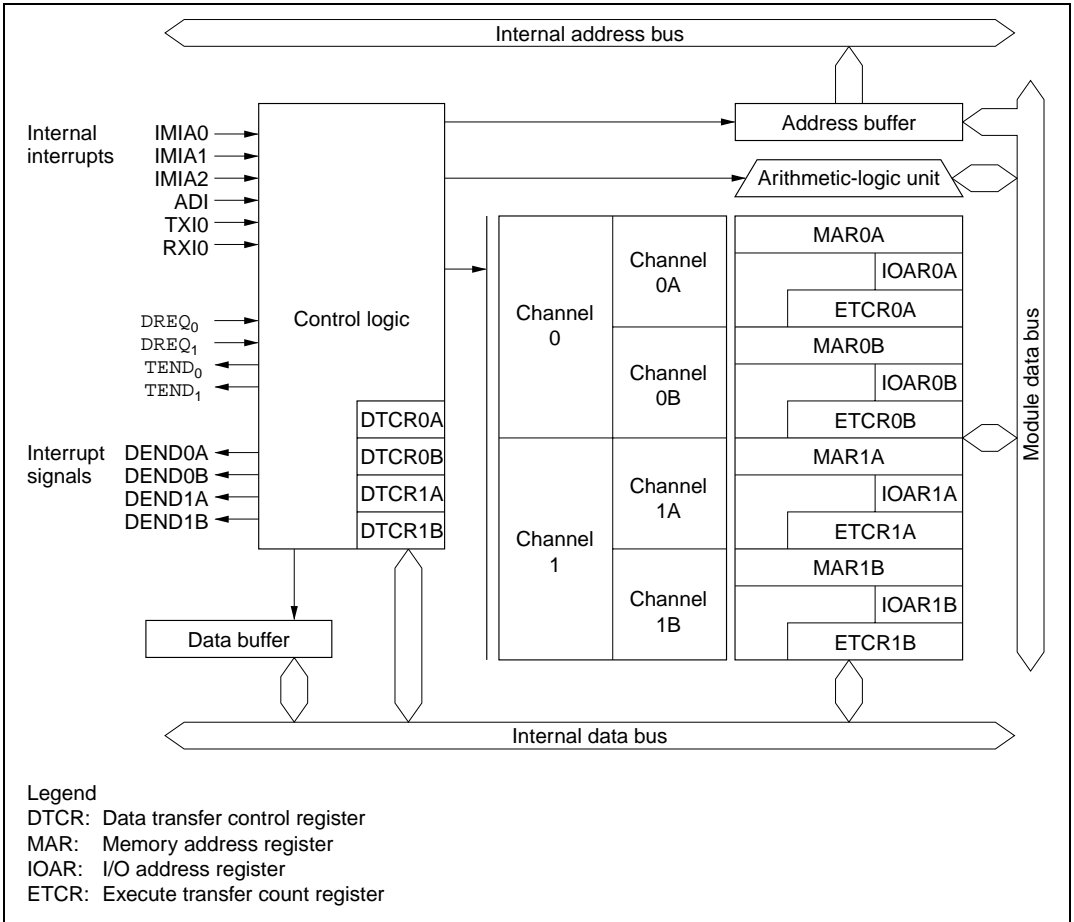 Internal address bus
Internal interrupts
IMIA0
IMIA1
IMIA2
ADI
TXI0
RXI0
DREQ0
DREQ1
TEND0
TEND1
Interrupt signals
DEND0A
DEND0B
DEND1A
DEND1B
Control logic
DTCR0A
DTCR0B
DTCR1A
DTCR1B
Data buffer
Address buffer
Arithmetic-logic unit
Channel 0
Channel 0A
Channel 0B
Channel 1
Channel 1A
Channel 1B
MAR0A
IOAR0A
ETCR0A
MAR0B
IOAR0B
ETCR0B
MAR1A
IOAR1A
ETCR1A
MAR1B
IOAR1B
ETCR1B
Module data bus
Internal data bus
Legend
DTCR: Data transfer control register
MAR: Memory address register
IOAR: I/O address register
ETCR: Execute transfer count register